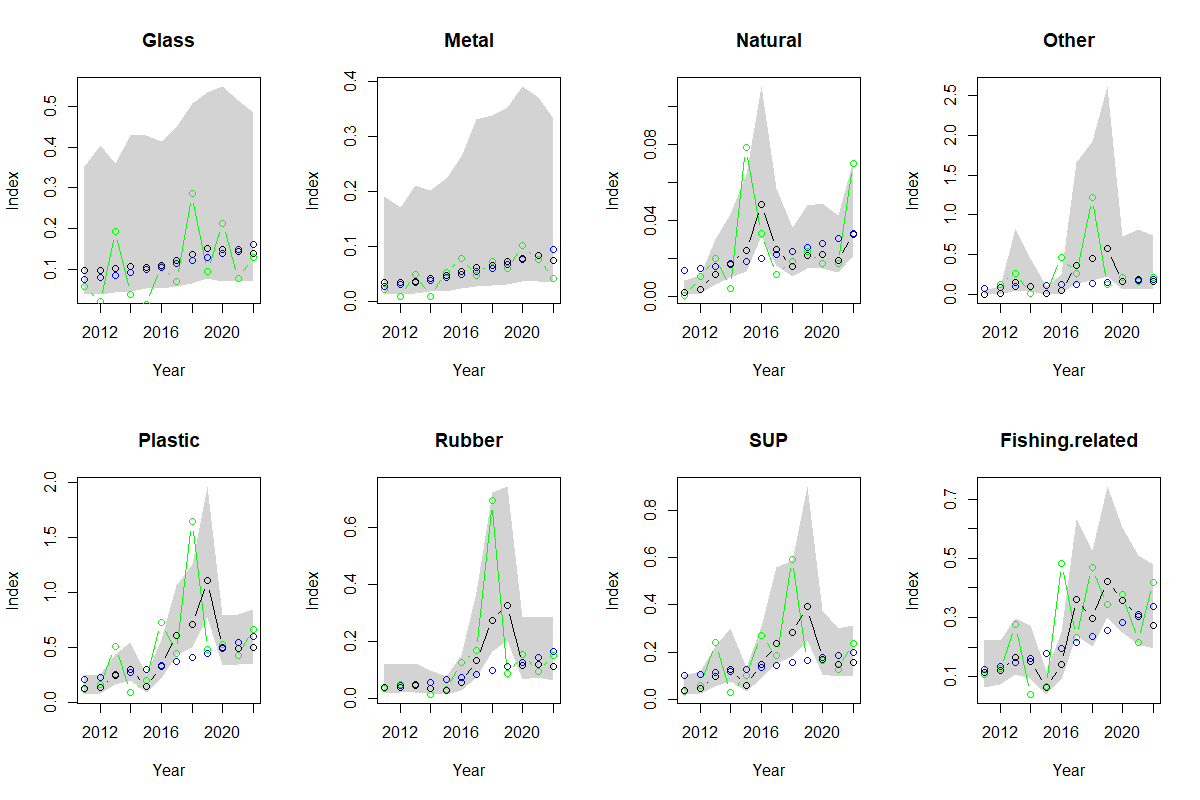 Glass Metal Natural Other
Index 0.1 0.2 0.3 0.4 0.5
2012 2016 2020
Year
Index 0.0 0.1 0.2 0.3 0.4
2012 2016 2020
Year
Index 0.00 0.04 0.08
2012 2016 2020
Year
Index 0.0 0.5 1.0 1.5 2.0 2.5
2012 2016 2020
Year
Plastic Rubber SUP Fishing.related
Index 0.0 0.5 1.0 1.5 2.0
2012 2016 2020
Year
Index 0.0 0.2 0.4 0.6
2012 2016 2020
Year
Index 0.0 0.2 0.4 0.6 0.8
2012 2016 2020
Year
Index 0.1 0.3 0.5 0.7
2012 2016 2020
Year